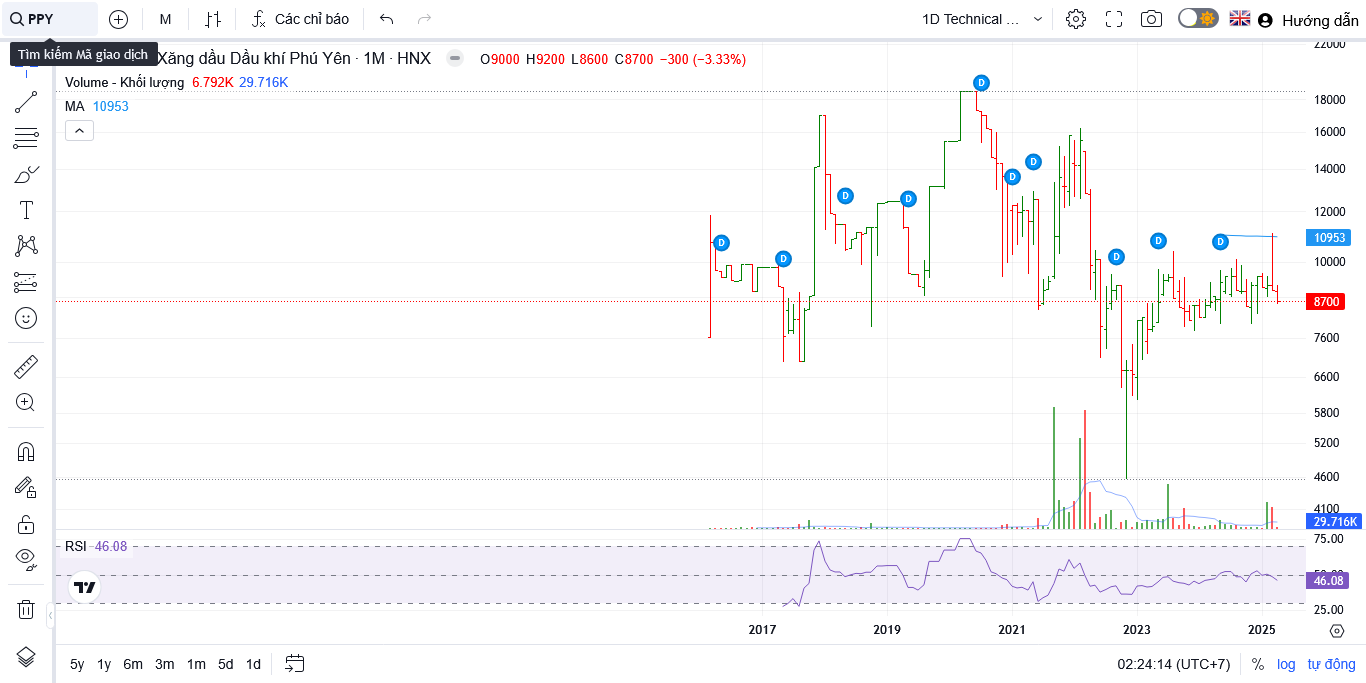 PPY
M
Các chỉ báo
1D Technical ...
Hướng dẫn
Tìm kiếm Mã giao dịch
Xăng dầu Dầu khí Phú Yên · 1M · HNX
O9000 H9200 L8600 C8700 −300 (−3.33%)
Volume - Khối lượng 6.792K 29.716K
MA 10953
D
D
D
D
D
D
D
D
D
D
22000
18000
16000
14000
12000
10953
10000
8700
7600
6600
5800
5200
4600
4100
29.716K
RSI 46.08
75.00
50.00
46.08
25.00
2017 2019 2021 2023 2025
5y 1y 6m 3m 1m 5d 1d
02:24:14 (UTC+7) % log tự động